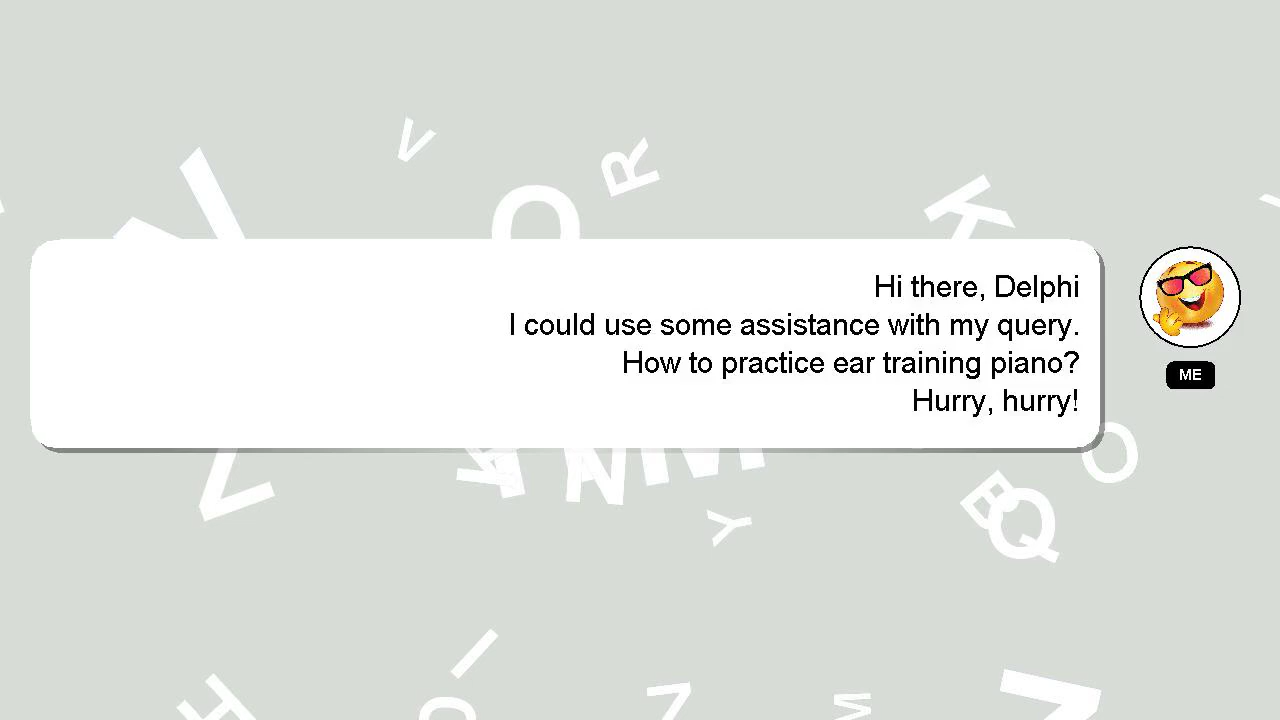 Hi there, Delphi
I could use some assistance with my query.
How to practice ear training piano?
Hurry, hurry!
ME